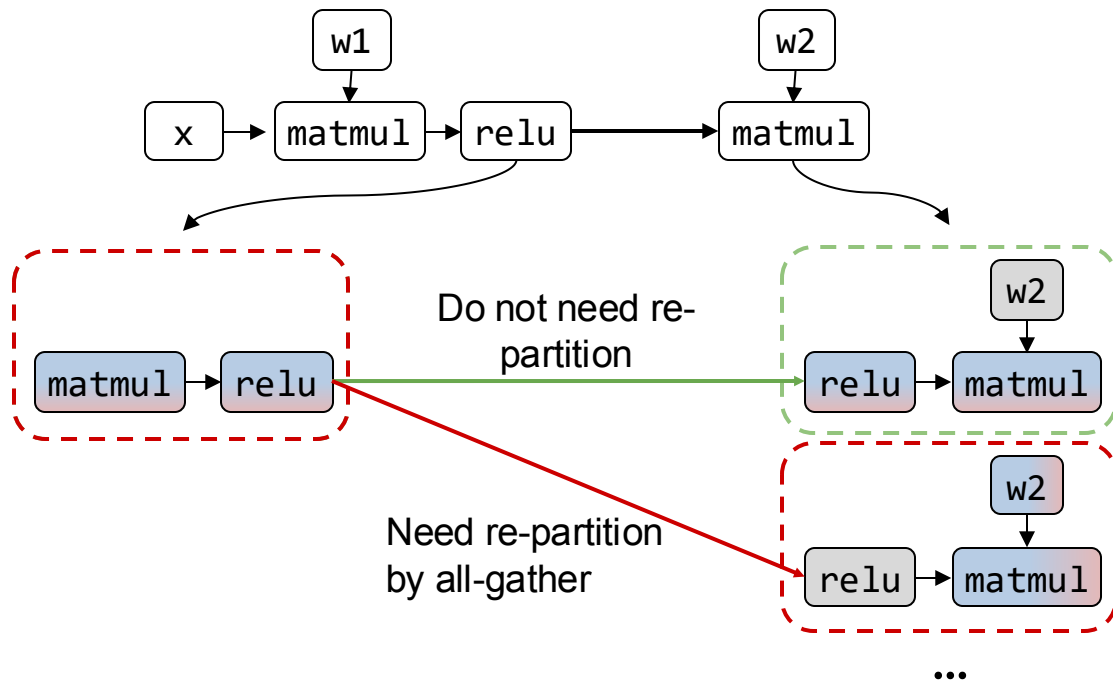 w1
w2
x
matmul
relu
matmul
w2
Do not need re-
partition
matmul
relu
relu
matmul
w2
Need re-partition
by all-gather
relu
matmul
...